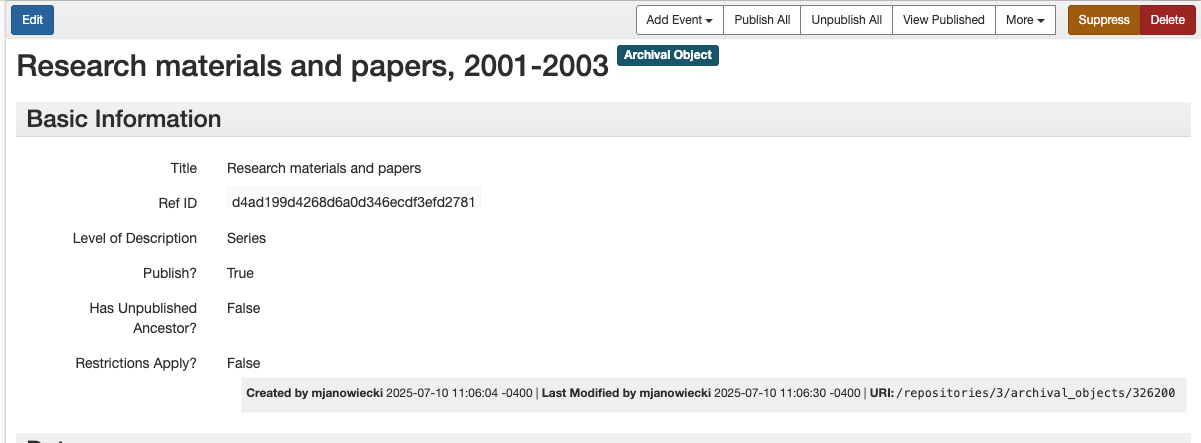 Edit Add Event Publish All Unpublish All View Published More Suppress Delete
Research materials and papers, 2001-2003 Archival Object
Basic Information
Title Research materials and papers
Ref ID d4ad199d4268d6a0d346ecdf3efd2781
Level of Description Series
Publish? True
Has Unpublished False
Ancestor?
Restrictions Apply? False
Created by mjanowiecki 2025-07-10 11:06:04 -0400 | Last Modified by mjanowiecki 2025-07-10 11:06:30 -0400 | URI: /repositories/3/archival_objects/326200